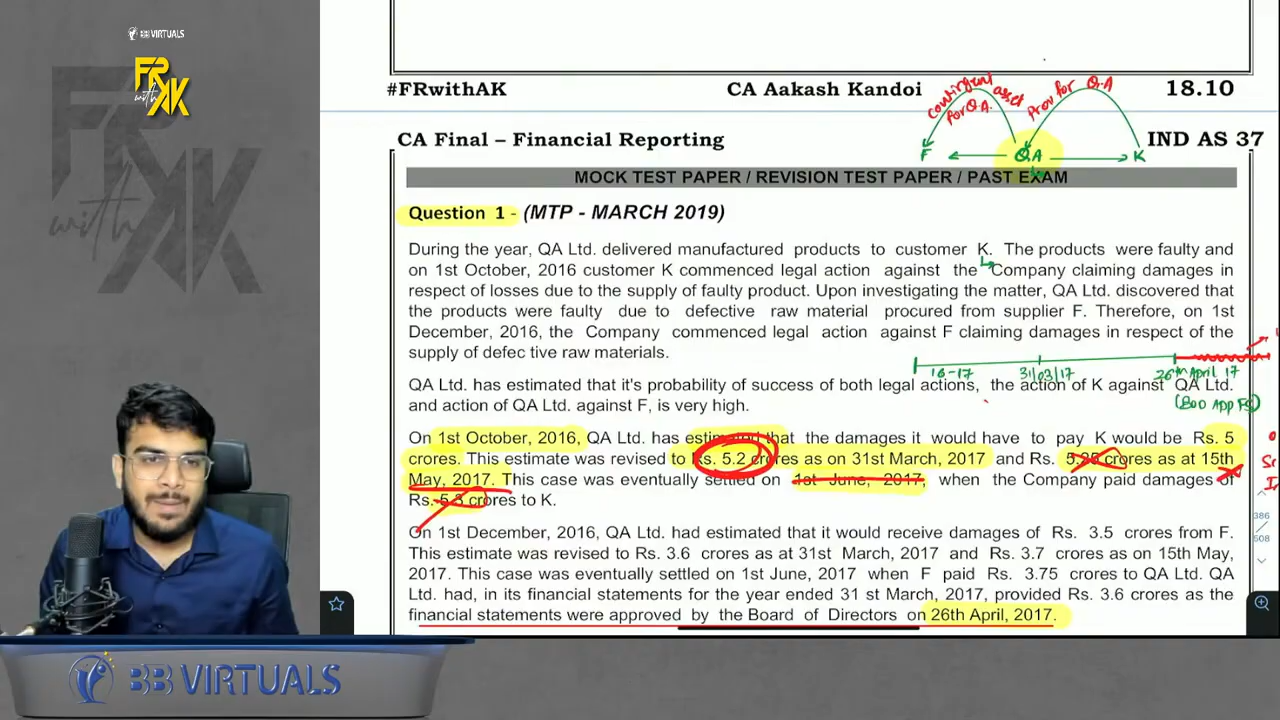 BB VIRTUALS
FR
with
AK
#FRwithAK CA Aakash Kandoi 18.10
contingent asset
for Q.A.
Prov for Q.A
CA Final – Financial Reporting IND AS 37
F QA K
MOCK TEST PAPER / REVISION TEST PAPER / PAST EXAM
Question 1 - (MTP - MARCH 2019)
During the year, QA Ltd. delivered manufactured products to customer K. The products were faulty and
on 1st October, 2016 customer K commenced legal action against the Company claiming damages in
respect of losses due to the supply of faulty product. Upon investigating the matter, QA Ltd. discovered that
the products were faulty due to defective raw material procured from supplier F. Therefore, on 1st
December, 2016, the Company commenced legal action against F claiming damages in respect of the
supply of defec tive raw materials.
16-17 31/03/17 26th April 17
(BOD App FS)
QA Ltd. has estimated that it's probability of success of both legal actions, the action of K against QA Ltd.
and action of QA Ltd. against F, is very high.
On 1st October, 2016, QA Ltd. has estimated that the damages it would have to pay K would be Rs. 5
crores. This estimate was revised to Rs. 5.2 crores as on 31st March, 2017 and Rs. 5.25 crores as at 15th
May, 2017. This case was eventually settled on 1st June, 2017, when the Company paid damages of
Rs. 5.3 crores to K.
On 1st December, 2016, QA Ltd. had estimated that it would receive damages of Rs. 3.5 crores from F.
This estimate was revised to Rs. 3.6 crores as at 31st March, 2017 and Rs. 3.7 crores as on 15th May,
2017. This case was eventually settled on 1st June, 2017 when F paid Rs. 3.75 crores to QA Ltd. QA
Ltd. had, in its financial statements for the year ended 31 st March, 2017, provided Rs. 3.6 crores as the
financial statements were approved by the Board of Directors on 26th April, 2017.
386
608
BB VIRTUALS